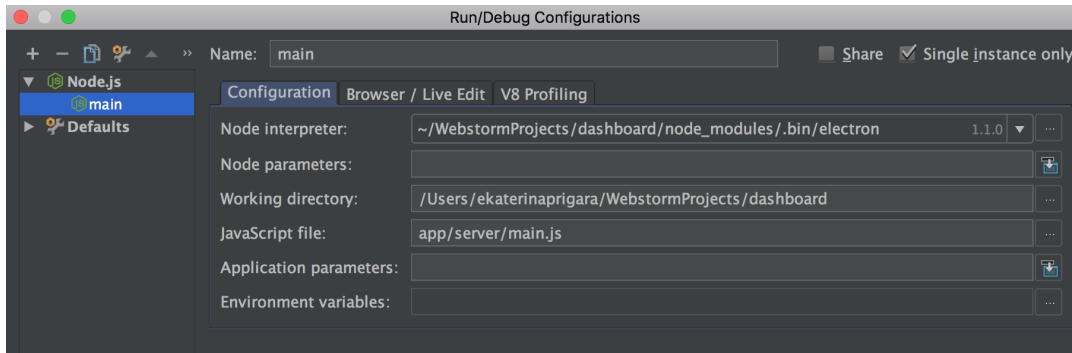 Run/Debug Configurations
Name: main Share Single instance only
Node.js
main
Defaults
Configuration Browser / Live Edit V8 Profiling
Node interpreter: ~/WebstormProjects/dashboard/node_modules/.bin/electron 1.1.0
Node parameters:
Working directory: /Users/ekaterinaprigara/WebstormProjects/dashboard
JavaScript file: app/server/main.js
Application parameters:
Environment variables: